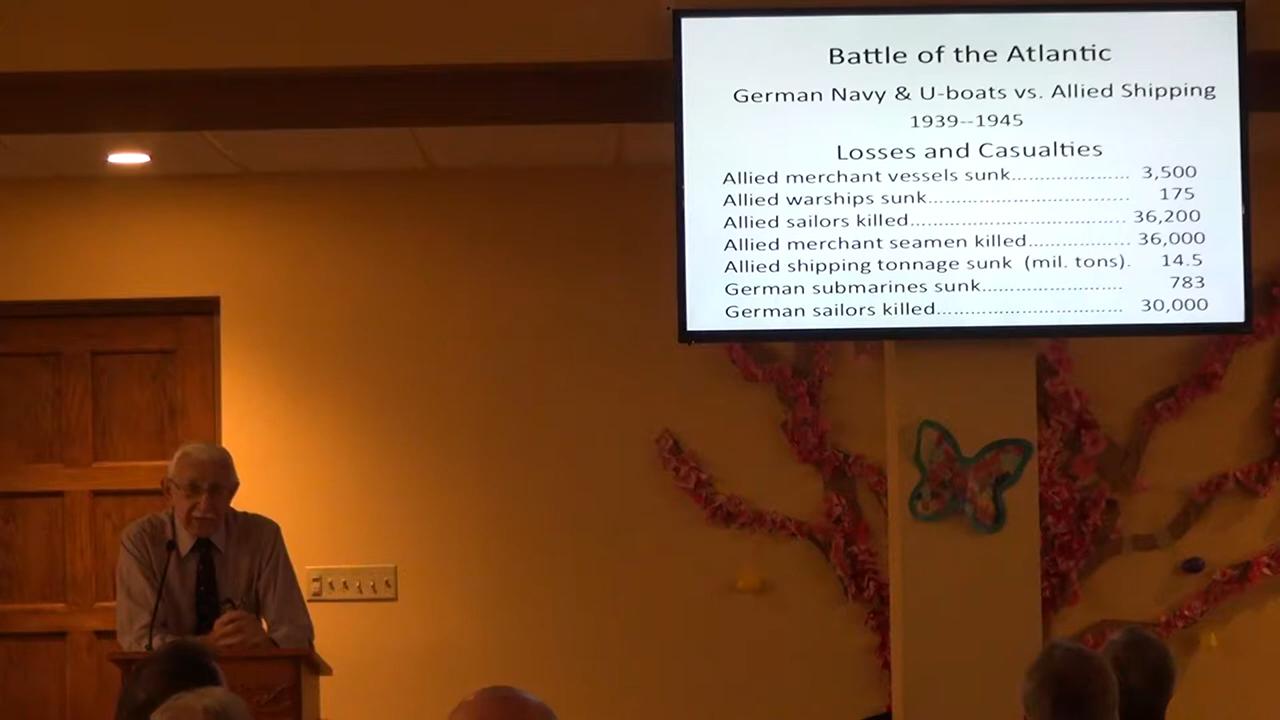 Battle of the Atlantic
German Navy & U-boats vs. Allied Shipping
1939--1945
Losses and Casualties
Allied merchant vessels sunk..................... 3,500
Allied warships sunk.................................... 175
Allied sailors killed....................................... 36,200
Allied merchant seamen killed.................. 36,000
Allied shipping tonnage sunk (mil. tons). 14.5
German submarines sunk......................... 783
German sailors killed.................................. 30,000